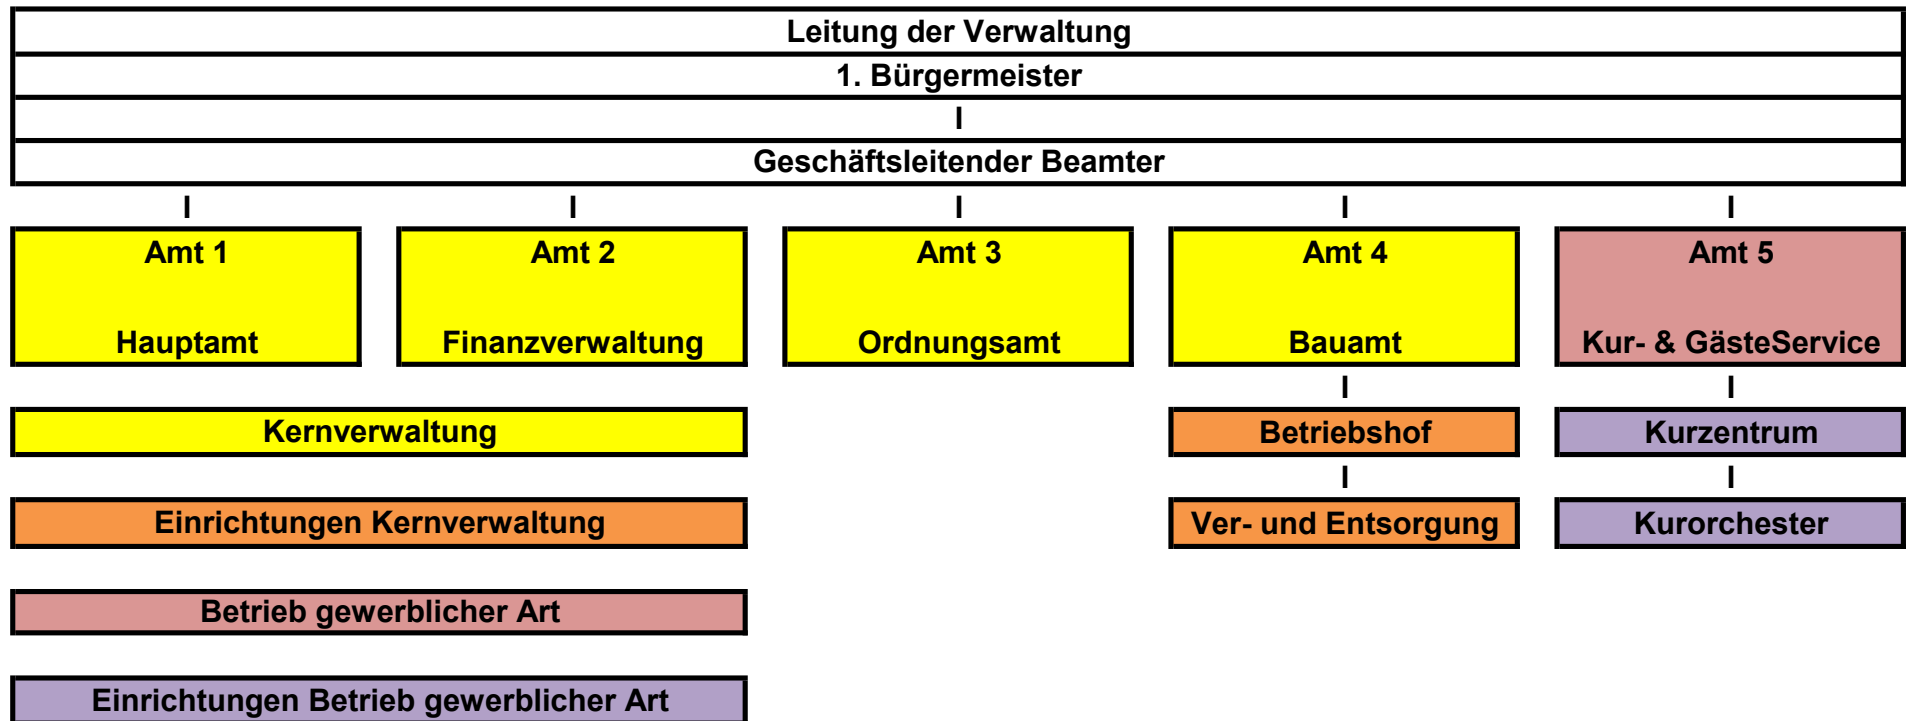 Leitung der Verwaltung
1. Bürgermeister
I
Geschäftsleitender Beamter
I I I I I
Amt 1 Amt 2 Amt 3 Amt 4 Amt 5
Hauptamt Finanzverwaltung Ordnungsamt Bauamt Kur- & GästeService
I I
Kernverwaltung Betriebshof Kurzentrum
I I
Einrichtungen Kernverwaltung Ver- und Entsorgung Kurorchester
Betrieb gewerblicher Art
Einrichtungen Betrieb gewerblicher Art